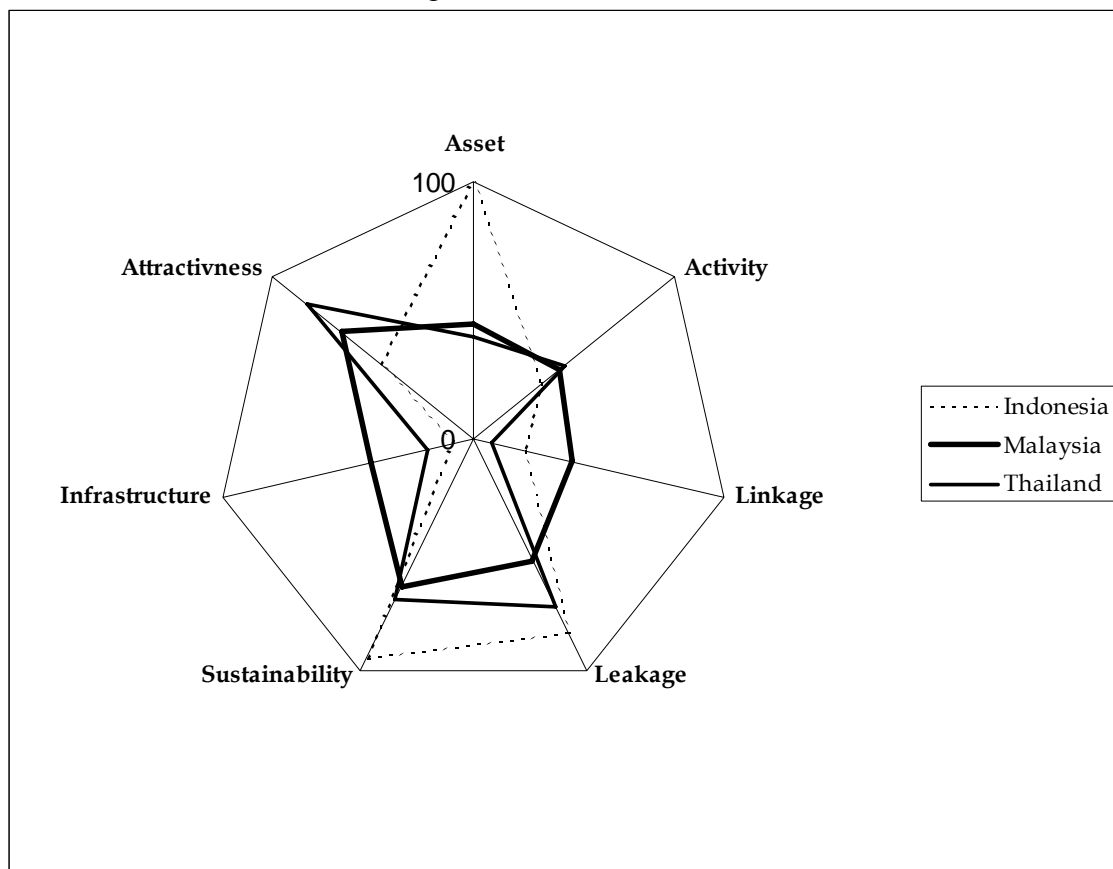 Asset
100
Attractivness
Activity
0
Infrastructure
Linkage
Sustainability
Leakage
Indonesia
Malaysia
Thailand